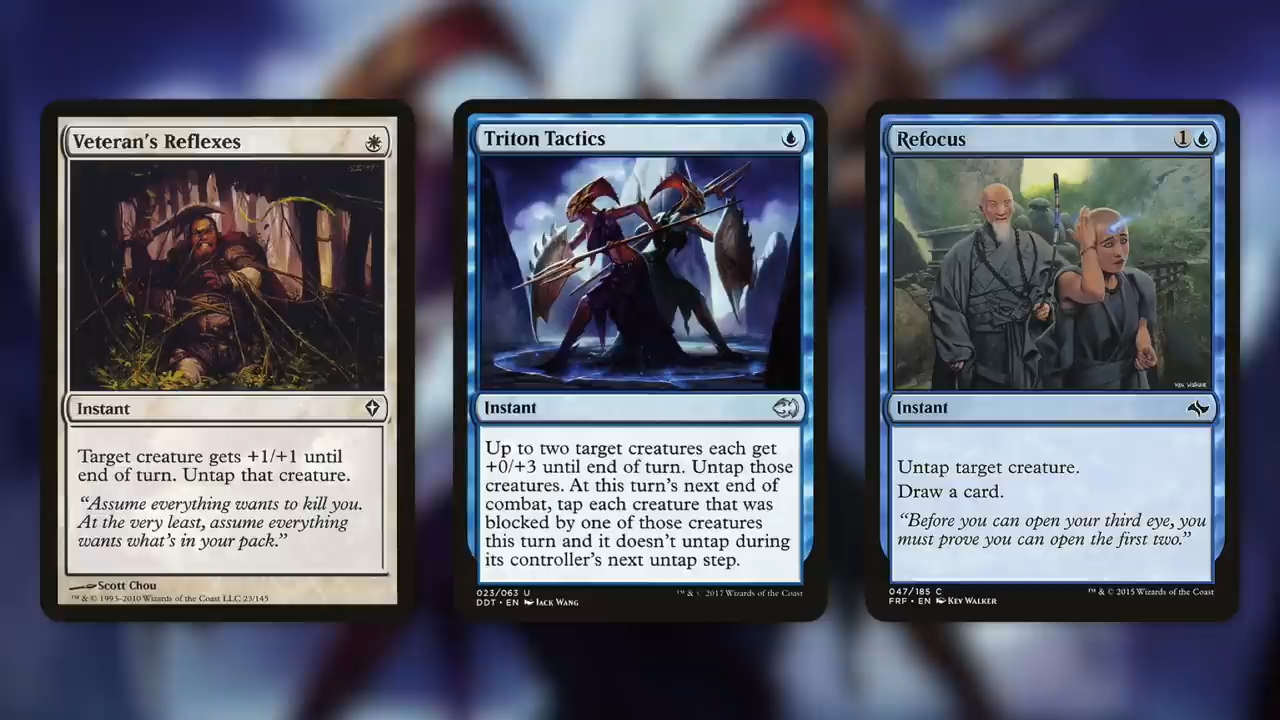 Veteran's Reflexes
Instant
Target creature gets +1/+1 until
end of turn. Untap that creature.
“Assume everything wants to kill you.
At the very least, assume everything
wants what's in your pack.”
Scott Chou
™ & © 1993–2010 Wizards of the Coast LLC 23/145
Triton Tactics
Instant
Up to two target creatures each get
+0/+3 until end of turn. Untap those
creatures. At this turn's next end of
combat, tap each creature that was
blocked by one of those creatures
this turn and it doesn't untap during
its controller's next untap step.
023/063 U
DDT • EN Jack Wang
™ & © 2017 Wizards of the Coast
Refocus
1
Instant
Untap target creature.
Draw a card.
“Before you can open your third eye, you
must prove you can open the first two.”
047/185 C
FRF • EN Kev Walker
™ & © 2015 Wizards of the Coast